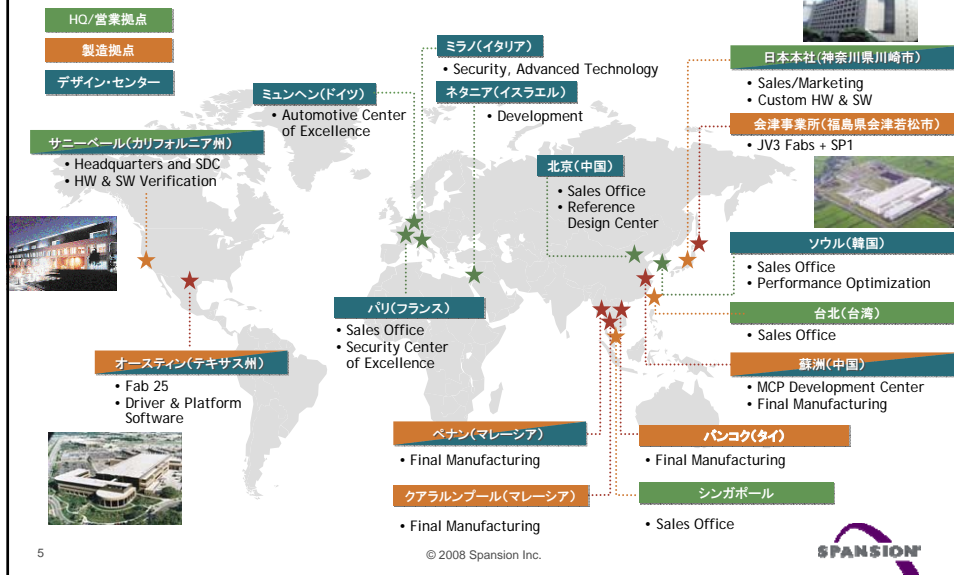 HQ/営業拠点
製造拠点
デザイン・センター
ミラノ(イタリア)
• Security, Advanced Technology
ネタニア(イスラエル)
• Development
ミュンヘン(ドイツ)
• Automotive Center
of Excellence
サニーベール(カリフォルニア州)
• Headquarters and SDC
• HW & SW Verification
日本本社(神奈川県川崎市)
• Sales/Marketing
• Custom HW & SW
会津事業所(福島県会津若松市)
• JV3 Fabs + SP1
北京(中国)
• Sales Office
• Reference
Design Center
ソウル(韓国)
• Sales Office
• Performance Optimization
台北(台湾)
• Sales Office
パリ(フランス)
• Sales Office
• Security Center
of Excellence
オースティン(テキサス州)
• Fab 25
• Driver & Platform
Software
蘇洲(中国)
• MCP Development Center
• Final Manufacturing
ペナン(マレーシア)
• Final Manufacturing
バンコク(タイ)
• Final Manufacturing
クアラルンプール(マレーシア)
• Final Manufacturing
シンガポール
• Sales Office
5
© 2008 Spansion Inc.
SPANSION